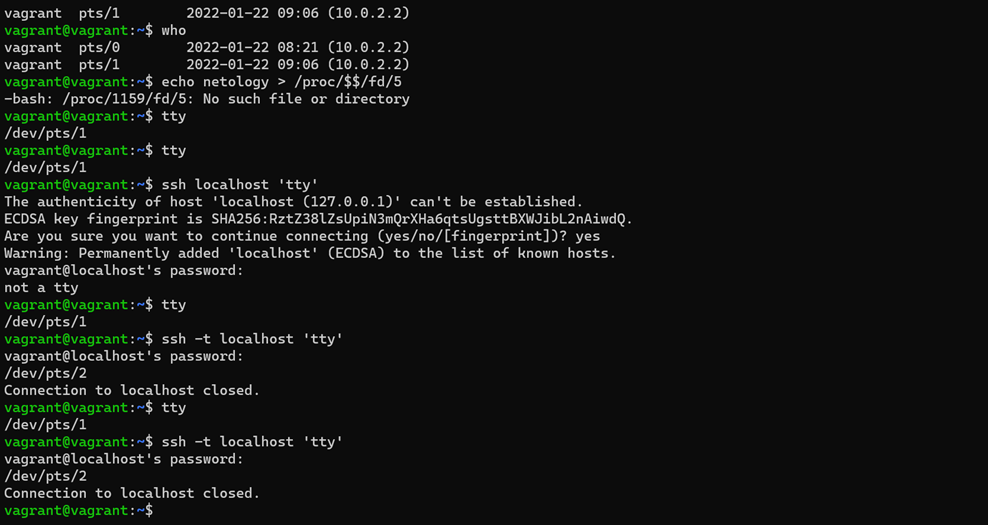 vagrant  pts/1        2022-01-22 09:06 (10.0.2.2)
vagrant@vagrant:~$ who
vagrant  pts/0        2022-01-22 08:21 (10.0.2.2)
vagrant  pts/1        2022-01-22 09:06 (10.0.2.2)
vagrant@vagrant:~$ echo netology > /proc/$$/fd/5
-bash: /proc/1159/fd/5: No such file or directory
vagrant@vagrant:~$ tty
/dev/pts/1
vagrant@vagrant:~$ tty
/dev/pts/1
vagrant@vagrant:~$ ssh localhost 'tty'
The authenticity of host 'localhost (127.0.0.1)' can't be established.
ECDSA key fingerprint is SHA256:RztZ38lZsUpiN3mQrXHa6qtsUgsttBXWJibL2nAiwdQ.
Are you sure you want to continue connecting (yes/no/[fingerprint])? yes
Warning: Permanently added 'localhost' (ECDSA) to the list of known hosts.
vagrant@localhost's password:
not a tty
vagrant@vagrant:~$ tty
/dev/pts/1
vagrant@vagrant:~$ ssh -t localhost 'tty'
vagrant@localhost's password:
/dev/pts/2
Connection to localhost closed.
vagrant@vagrant:~$ tty
/dev/pts/1
vagrant@vagrant:~$ ssh -t localhost 'tty'
vagrant@localhost's password:
/dev/pts/2
Connection to localhost closed.
vagrant@vagrant:~$